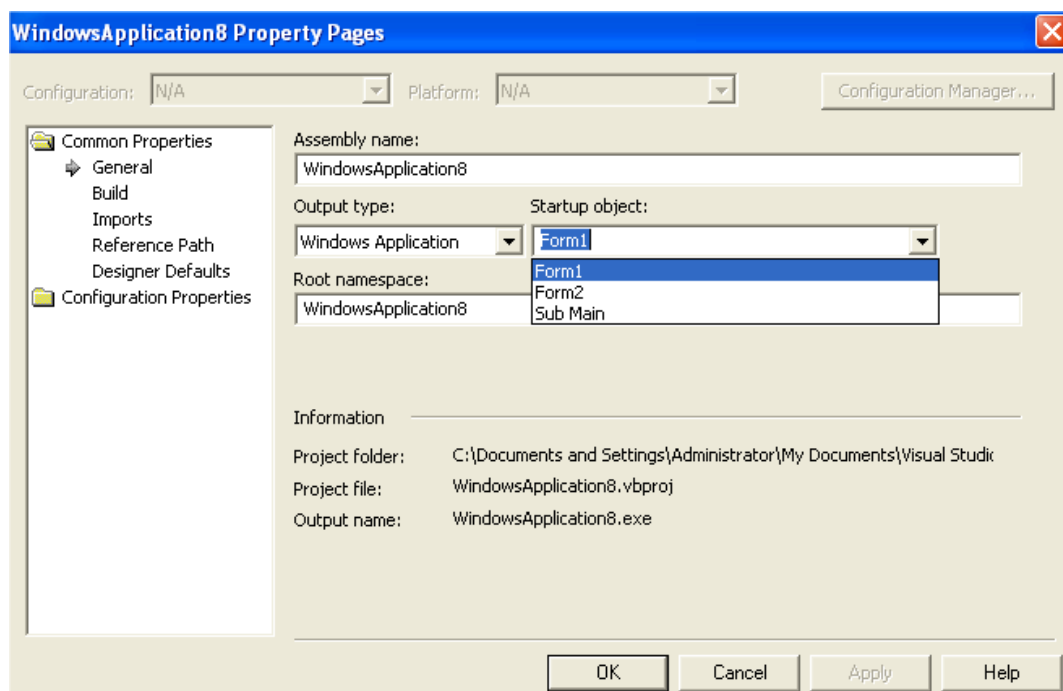 WindowsApplication8 Property Pages
Configuration: N/A Platform: N/A Configuration Manager...
Common Properties
General
Build
Imports
Reference Path
Designer Defaults
Configuration Properties
Assembly name:
WindowsApplication8
Output type: Startup object:
Windows Application Form1
Form1
Form2
Sub Main
Root namespace:
WindowsApplication8
Information
Project folder: C:\Documents and Settings\Administrator\My Documents\Visual Studic
Project file: WindowsApplication8.vbproj
Output name: WindowsApplication8.exe
OK Cancel Apply Help